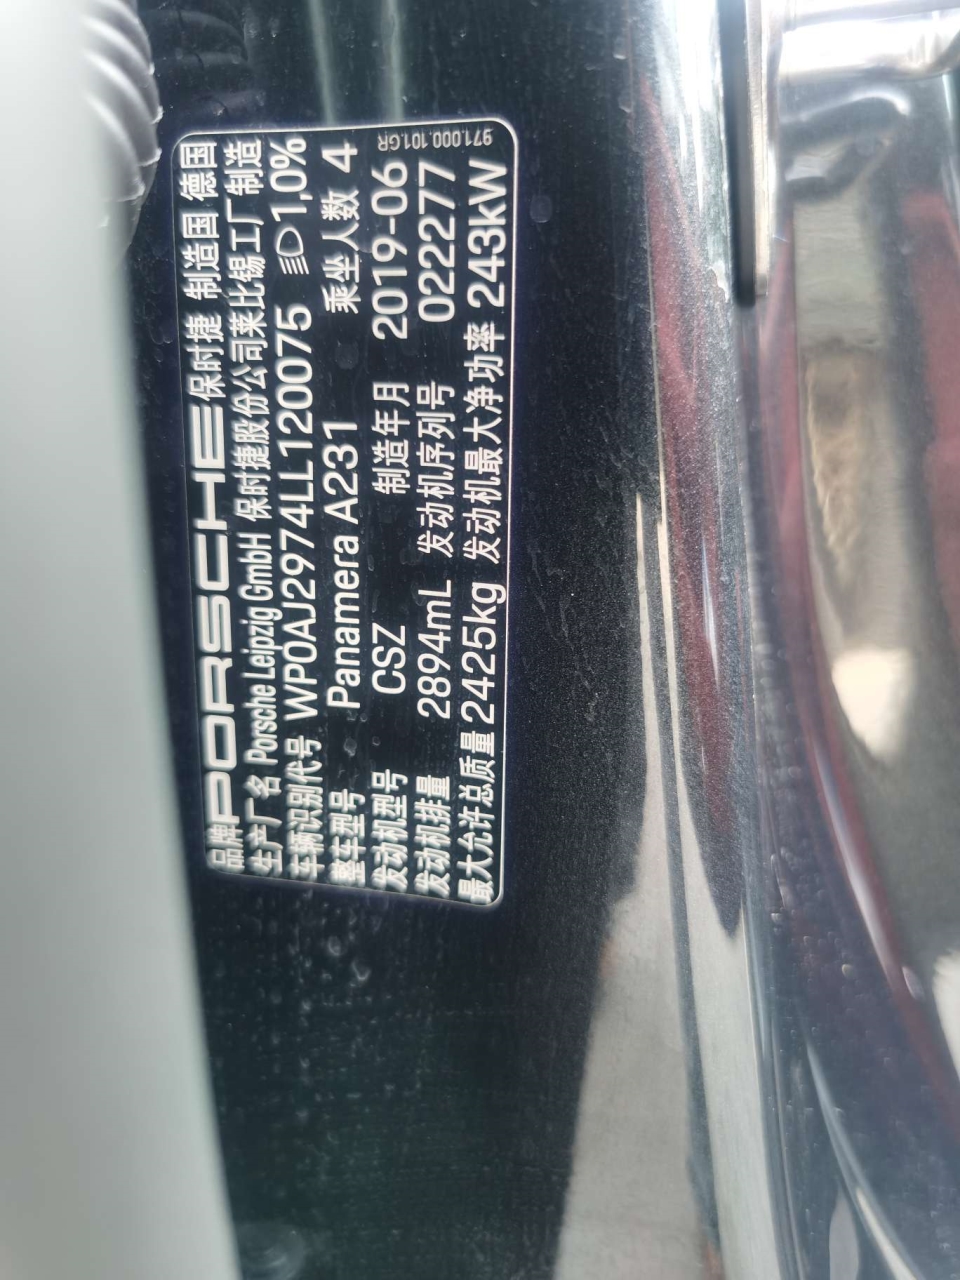 品牌 PORSCHE 保时捷 制造国 德国
生产厂名 Porsche Leipzig GmbH 保时捷股份公司莱比锡工厂制造
车辆识别代号 WP0AJ2974LL120075 1,0%
整车型号 Panamera A231 乘坐人数 4
发动机型号 CSZ 制造年月 2019-06
发动机排量 2894mL 发动机序列号 022277
最大允许总质量 2425kg 发动机最大净功率 243kW
971.000.101.GR